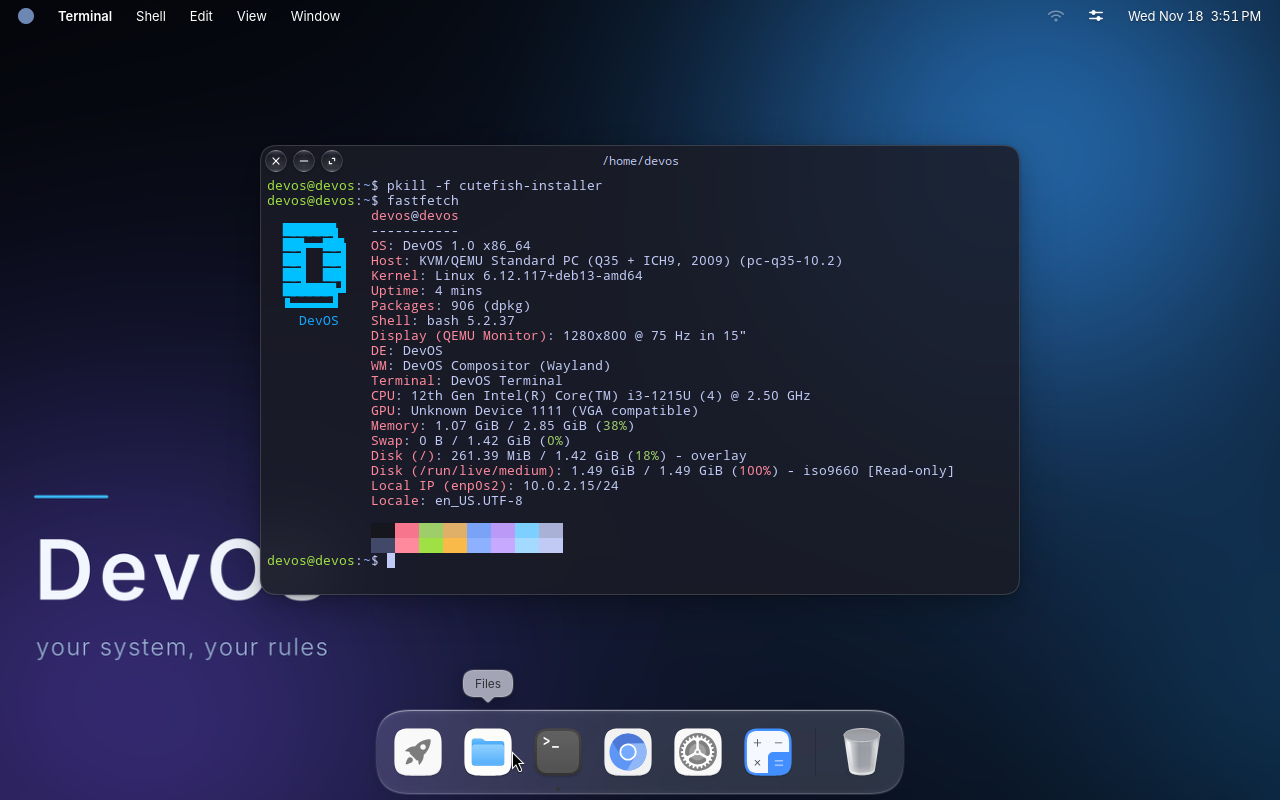 Terminal Shell Edit View Window Wed Nov 18 3:51 PM
/home/devos
devos@devos:~$ pkill -f cutefish-installer
devos@devos:~$ fastfetch
devos@devos
-----------
OS: DevOS 1.0 x86_64
Host: KVM/QEMU Standard PC (Q35 + ICH9, 2009) (pc-q35-10.2)
Kernel: Linux 6.12.117+deb13-amd64
Uptime: 4 mins
Packages: 906 (dpkg)
DevOS
Shell: bash 5.2.37
Display (QEMU Monitor): 1280x800 @ 75 Hz in 15"
DE: DevOS
WM: DevOS Compositor (Wayland)
Terminal: DevOS Terminal
CPU: 12th Gen Intel(R) Core(TM) i3-1215U (4) @ 2.50 GHz
GPU: Unknown Device 1111 (VGA compatible)
Memory: 1.07 GiB / 2.85 GiB (38%)
Swap: 0 B / 1.42 GiB (0%)
Disk (/): 261.39 MiB / 1.42 GiB (18%) - overlay
Disk (/run/live/medium): 1.49 GiB / 1.49 GiB (100%) - iso9660 [Read-only]
Local IP (enp0s2): 10.0.2.15/24
Locale: en_US.UTF-8
devos@devos:~$
DevOS
your system, your rules
Files